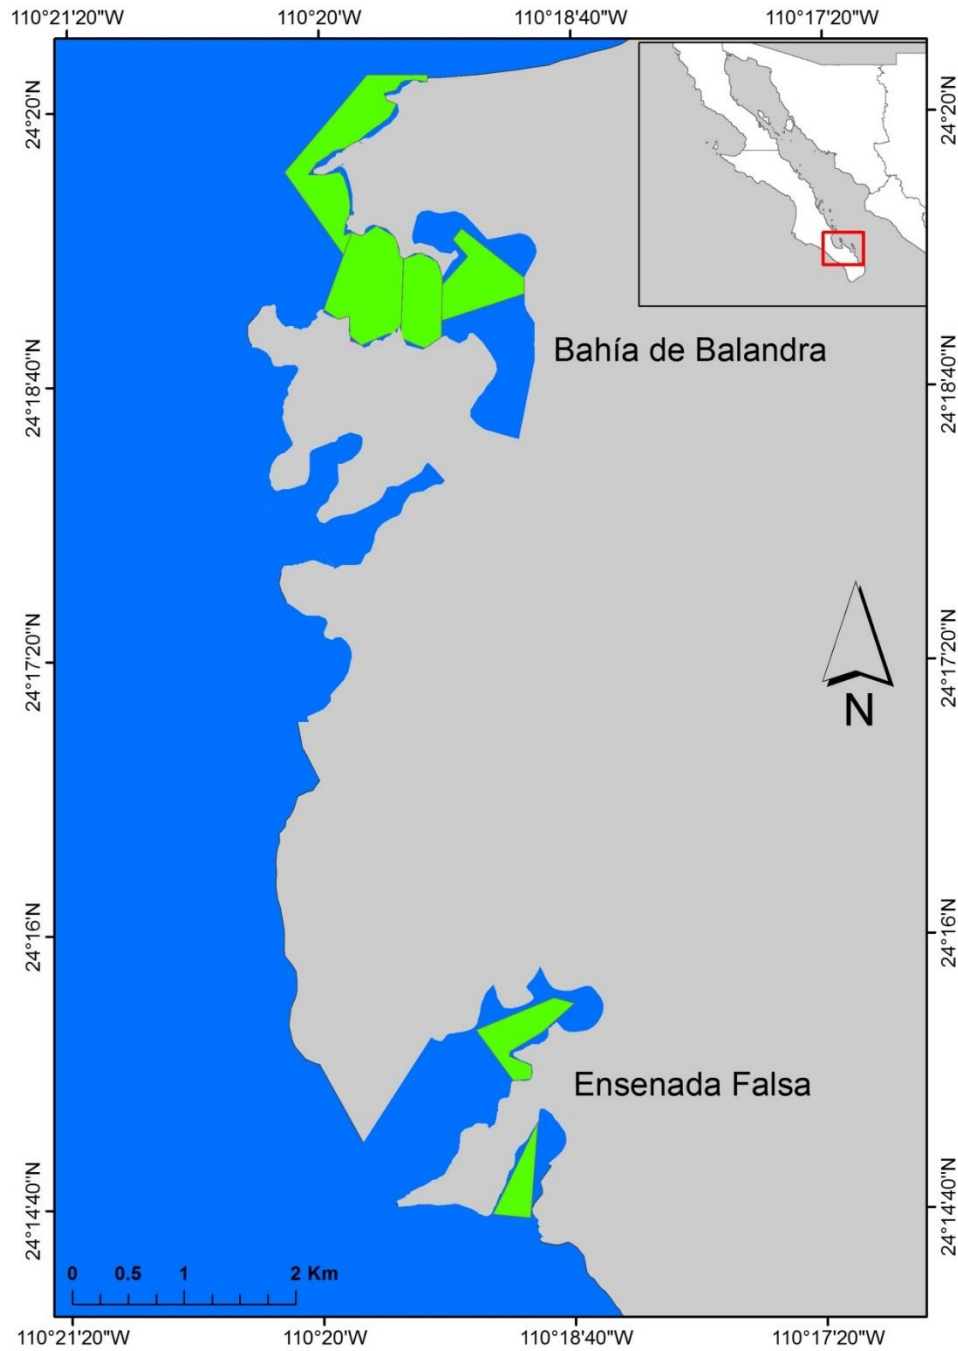 110°21'20"W 110°20'W 110°18'40"W 110°17'20"W
24°20'N 24°20'N
Bahía de Balandra
24°18'40"N 24°18'40"N
24°17'20"N 24°17'20"N
N
24°16'N 24°16'N
Ensenada Falsa
24°14'40"N 24°14'40"N
0 0.5 1 2 Km
110°21'20"W 110°20'W 110°18'40"W 110°17'20"W